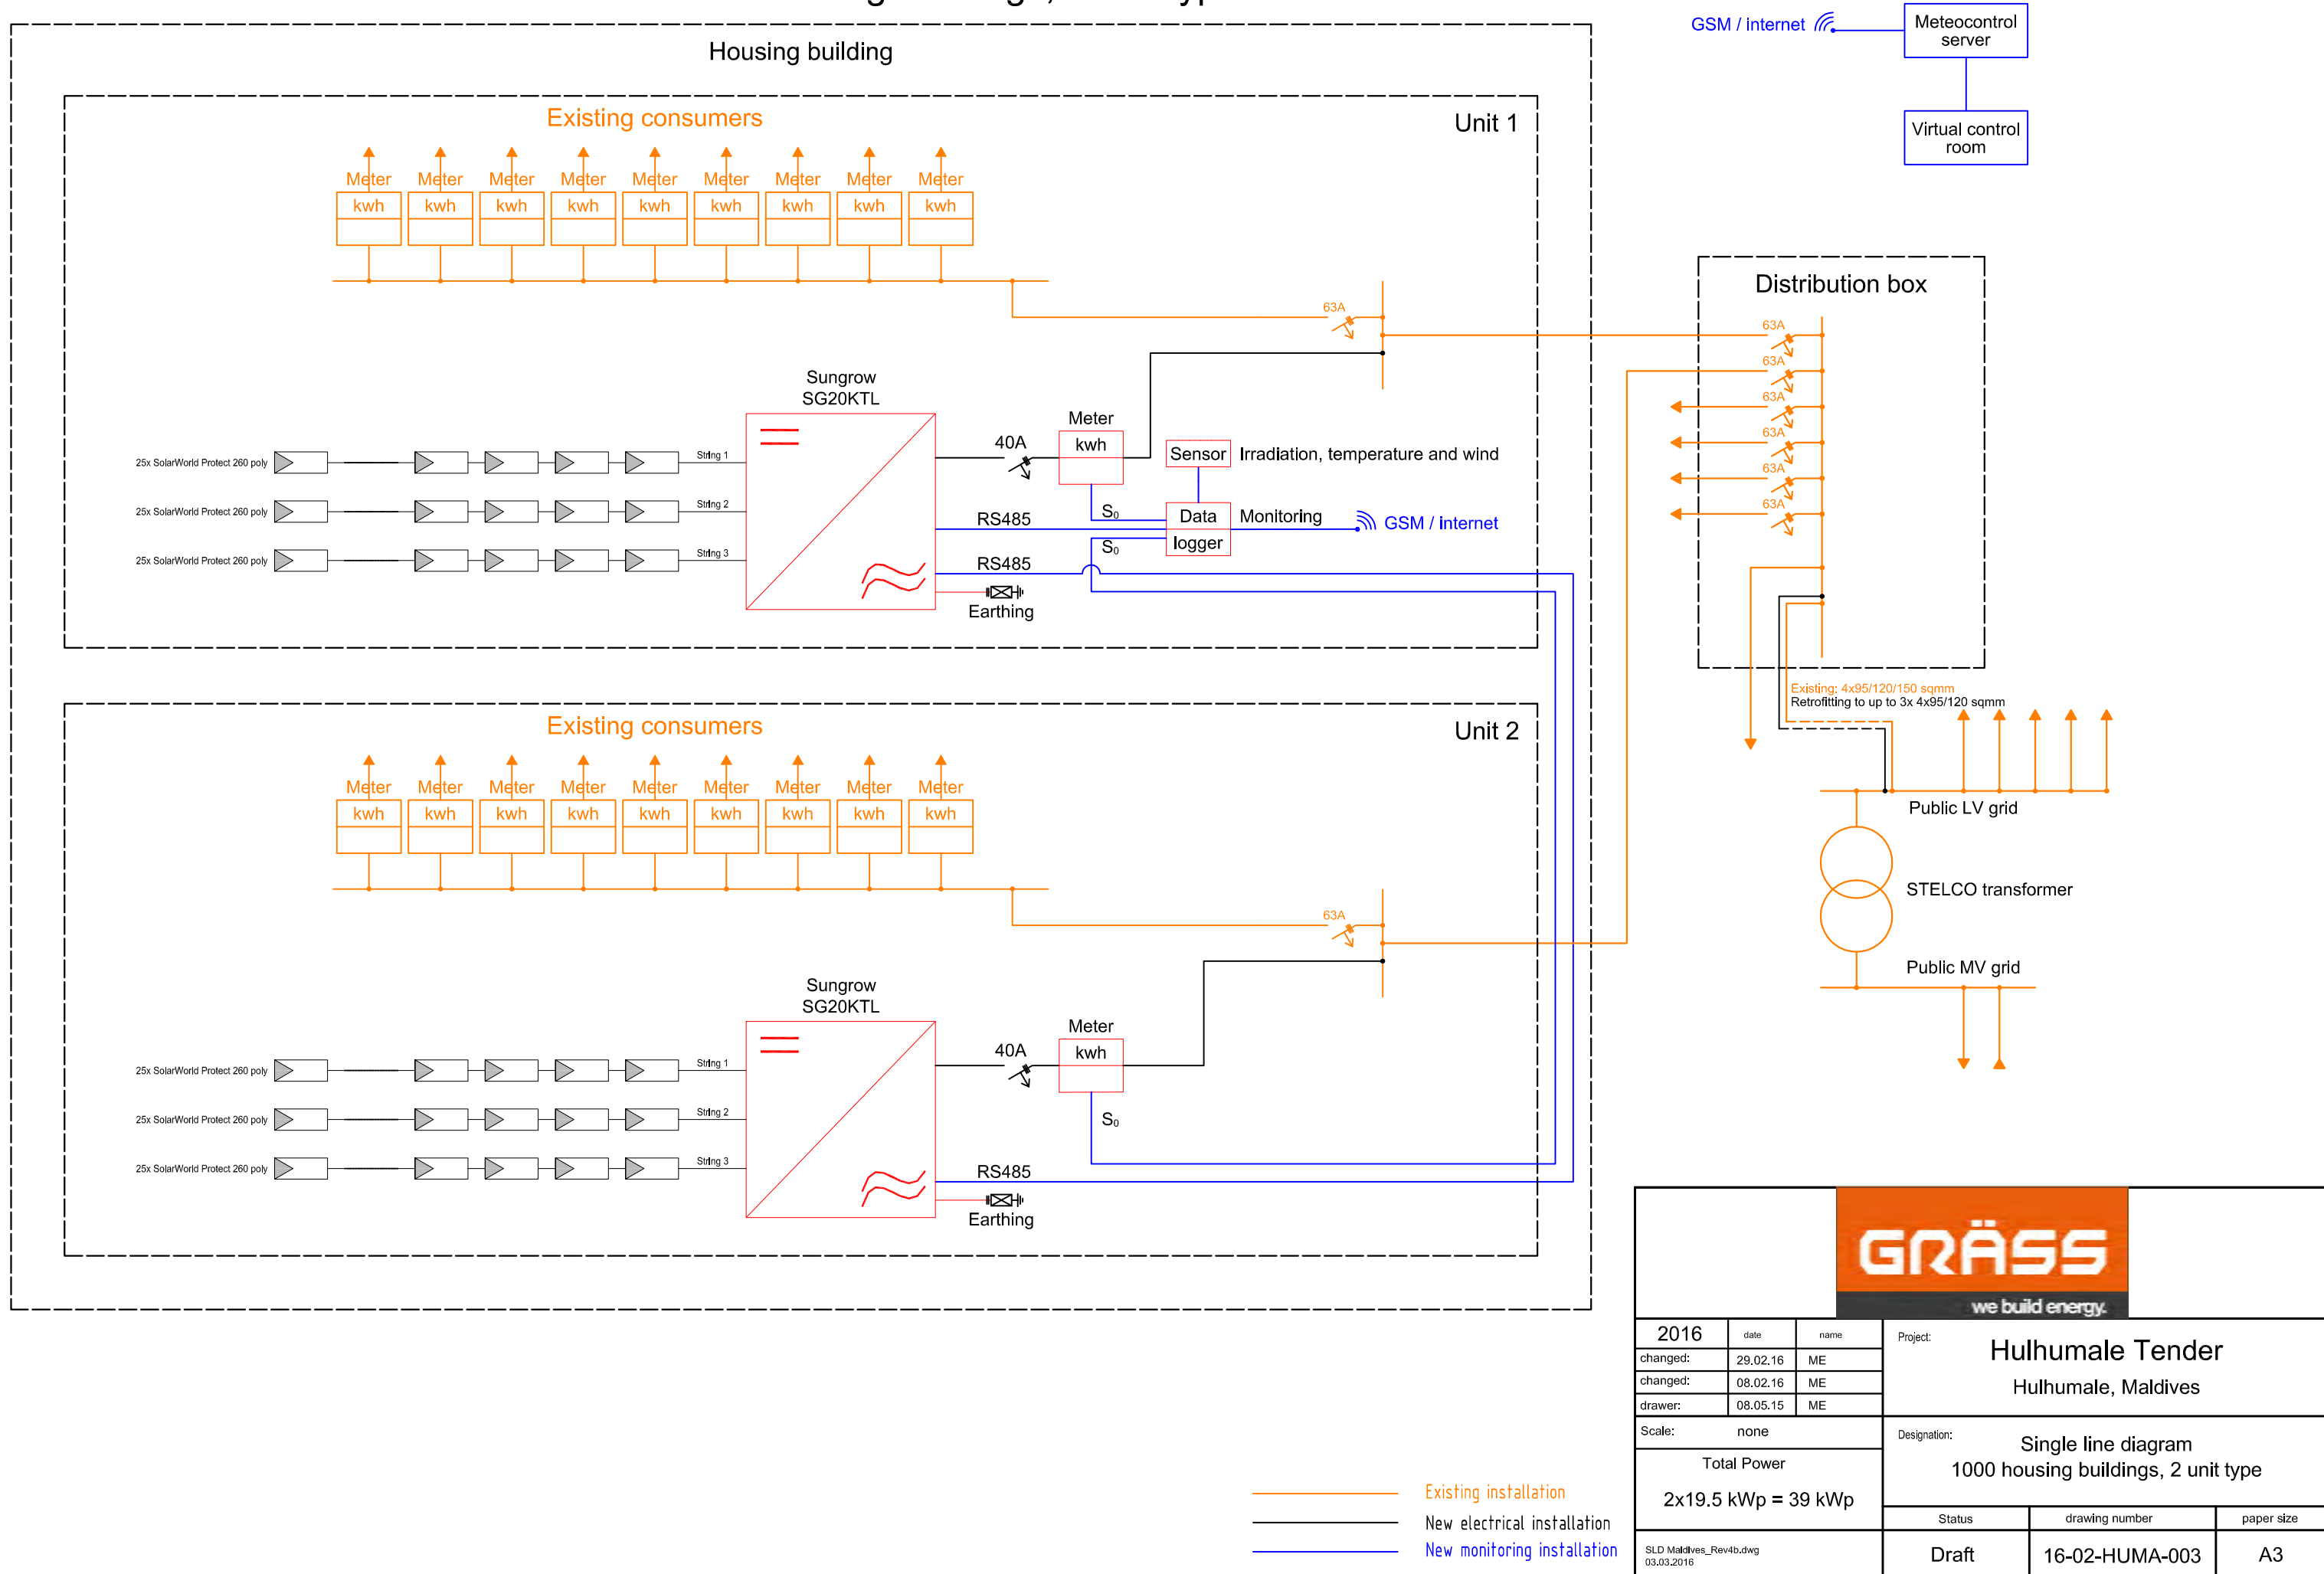 Housing building
GSM / internet
Meteocontrol
server
Virtual control
room
Existing consumers
Unit 1
Meter Meter Meter Meter Meter Meter Meter Meter Meter
kwh kwh kwh kwh kwh kwh kwh kwh kwh
63A
Distribution box
63A
63A
63A
63A
63A
63A
Sungrow
SG20KTL
25x SolarWorld Protect 260 poly
String 1
25x SolarWorld Protect 260 poly
String 2
25x SolarWorld Protect 260 poly
String 3
40A
Meter
kwh
Sensor
Irradiation, temperature and wind
S₀
RS485
Data
logger
Monitoring
GSM / internet
S₀
RS485
Earthing
Existing: 4x95/120/150 sqmm
Retrofitting to up to 3x 4x95/120 sqmm
Public LV grid
STELCO transformer
Public MV grid
Existing consumers
Unit 2
Meter Meter Meter Meter Meter Meter Meter Meter Meter
kwh kwh kwh kwh kwh kwh kwh kwh kwh
63A
Sungrow
SG20KTL
25x SolarWorld Protect 260 poly
String 1
25x SolarWorld Protect 260 poly
String 2
25x SolarWorld Protect 260 poly
String 3
40A
Meter
kwh
S₀
RS485
Earthing
GRÄSS
we build energy.
2016 date name
changed: 29.02.16 ME
changed: 08.02.16 ME
drawer: 08.05.15 ME
Scale: none
Total Power
2x19.5 kWp = 39 kWp
SLD Maldives_Rev4b.dwg
03.03.2016
Project:
Hulhumale Tender
Hulhumale, Maldives
Designation:
Single line diagram
1000 housing buildings, 2 unit type
Status drawing number paper size
Draft 16-02-HUMA-003 A3
Existing installation
New electrical installation
New monitoring installation